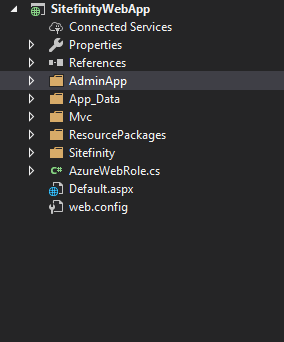 SitefinityWebApp
Connected Services
Properties
References
AdminApp
App_Data
Mvc
ResourcePackages
Sitefinity
C# AzureWebRole.cs
Default.aspx
web.config